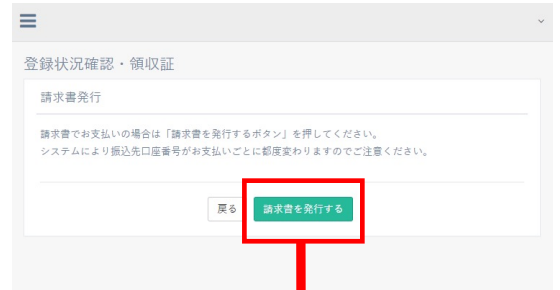 登録状況確認・領収証
請求書発行
請求書でお支払いの場合は「請求書を発行するボタン」を押してください。
システムにより振込先口座番号がお支払いごとに都度変わりますのでご注意ください。
戻る
請求書を発行する